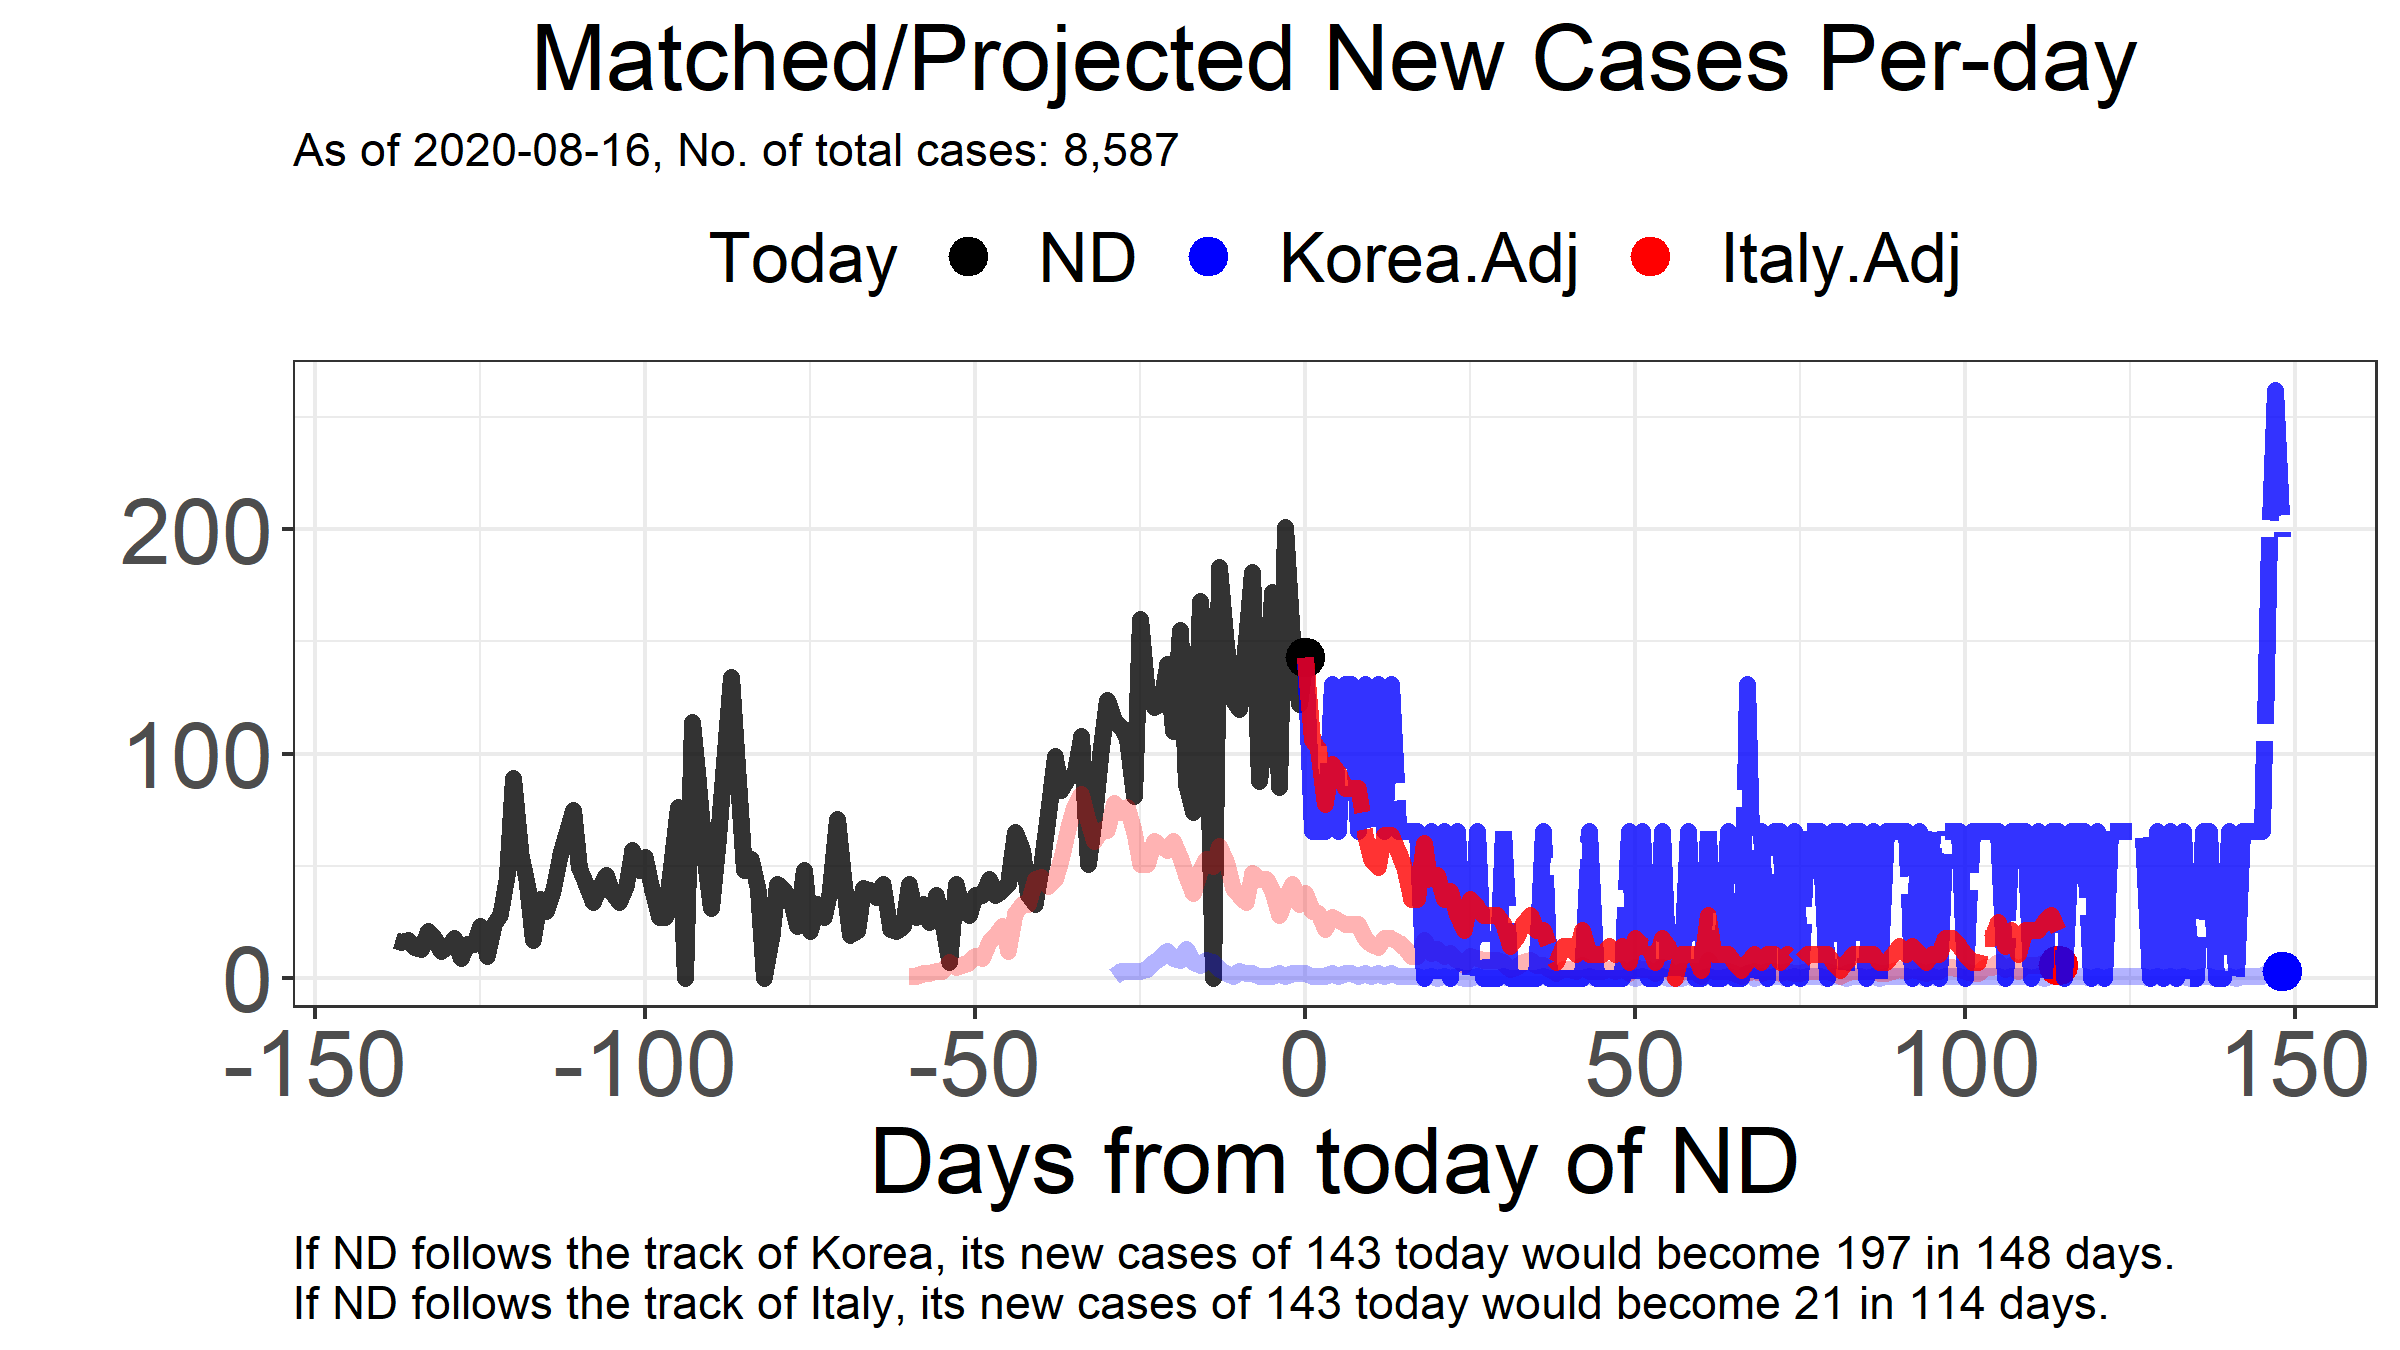 Matched/Projected New Cases Per-day
As of 2020-08-16, No. of total cases: 8,587
Today ND Korea.Adj Italy.Adj
200
100
0
-150 -100 -50 0 50 100 150
Days from today of ND
If ND follows the track of Korea, its new cases of 143 today would become 197 in 148 days.
If ND follows the track of Italy, its new cases of 143 today would become 21 in 114 days.